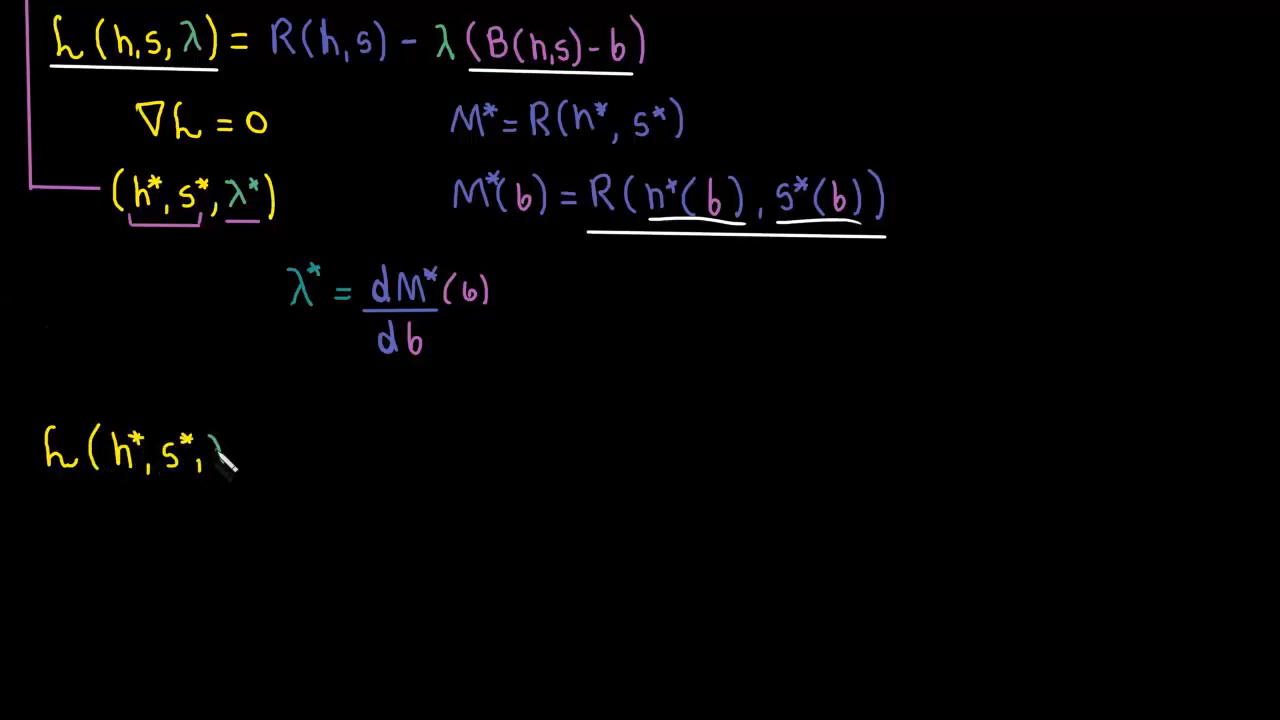 ℒ(h, s, λ) = R(h, s) - λ(B(h, s) - b)
∇ℒ = 0
M* = R(h*, s*)
(h*, s*, λ*)
M*(b) = R(h*(b), s*(b))
λ* = dM*/db (b)
ℒ(h*, s*, λ